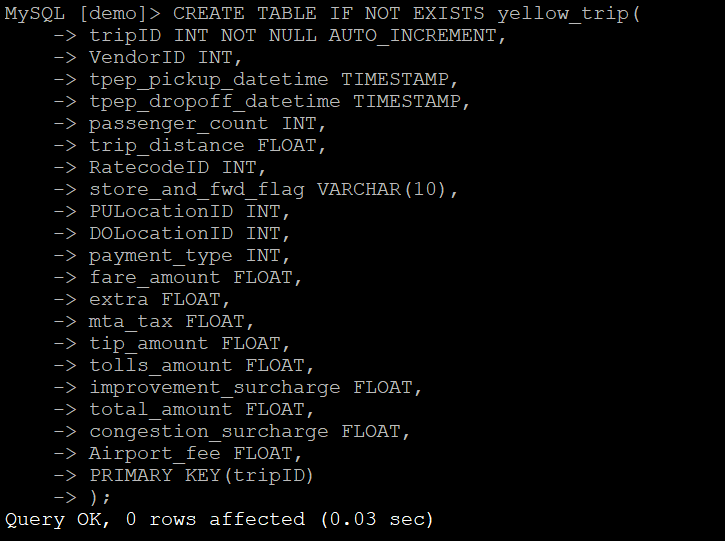 MySQL [demo]> CREATE TABLE IF NOT EXISTS yellow_trip(
    -> tripID INT NOT NULL AUTO_INCREMENT,
    -> VendorID INT,
    -> tpep_pickup_datetime TIMESTAMP,
    -> tpep_dropoff_datetime TIMESTAMP,
    -> passenger_count INT,
    -> trip_distance FLOAT,
    -> RatecodeID INT,
    -> store_and_fwd_flag VARCHAR(10),
    -> PULocationID INT,
    -> DOLocationID INT,
    -> payment_type INT,
    -> fare_amount FLOAT,
    -> extra FLOAT,
    -> mta_tax FLOAT,
    -> tip_amount FLOAT,
    -> tolls_amount FLOAT,
    -> improvement_surcharge FLOAT,
    -> total_amount FLOAT,
    -> congestion_surcharge FLOAT,
    -> Airport_fee FLOAT,
    -> PRIMARY KEY(tripID)
    -> );
Query OK, 0 rows affected (0.03 sec)